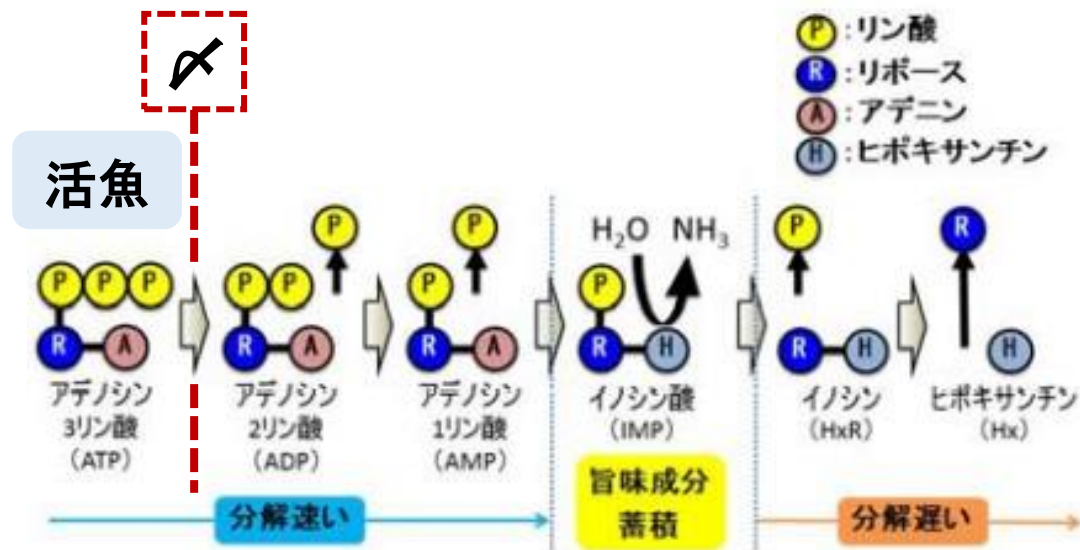 〆
P:リン酸
R:リボース
A:アデニン
H:ヒポキサンチン
活魚
P P P
R A
P P P
R A
P P
R A
H₂O NH₃
P
R H
P
R H
R
H
アデノシン
3リン酸
(ATP)
アデノシン
2リン酸
(ADP)
アデノシン
1リン酸
(AMP)
イノシン酸
(IMP)
イノシン
(HxR)
ヒポキサンチン
(Hx)
分解速い
旨味成分
蓄積
分解遅い